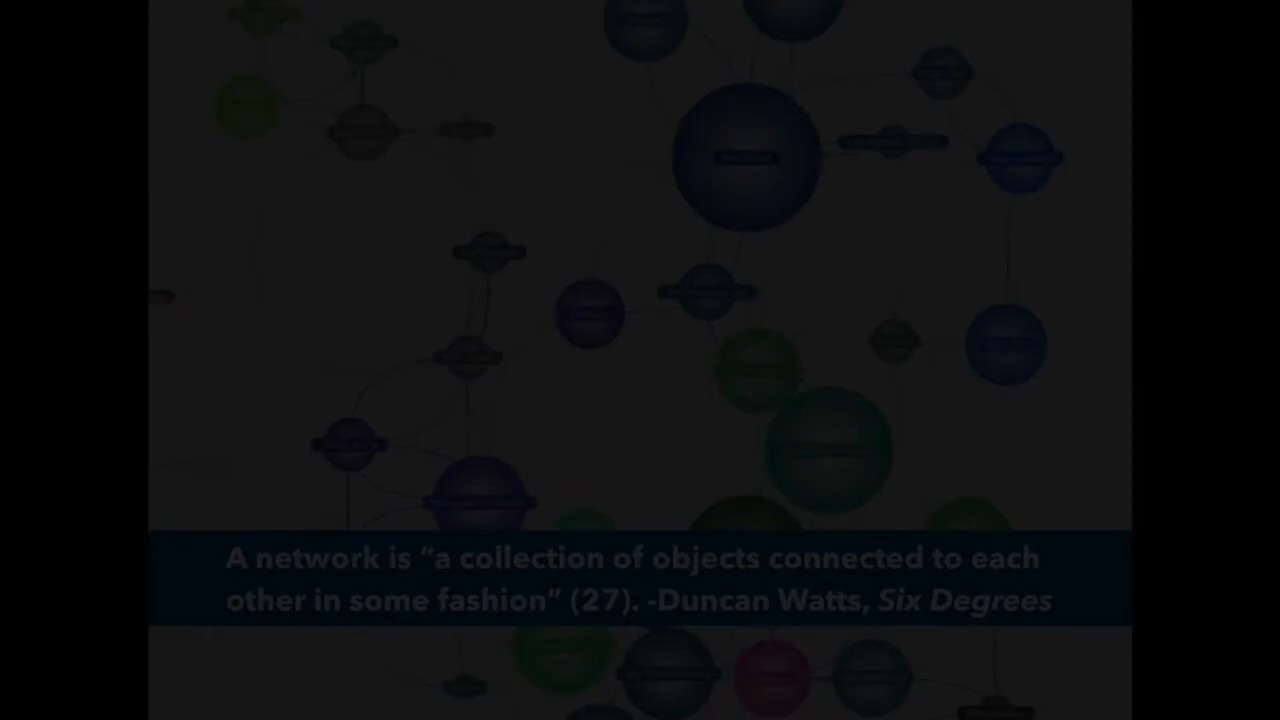 A network is “a collection of objects connected to each
other in some fashion” (27). -Duncan Watts, Six Degrees